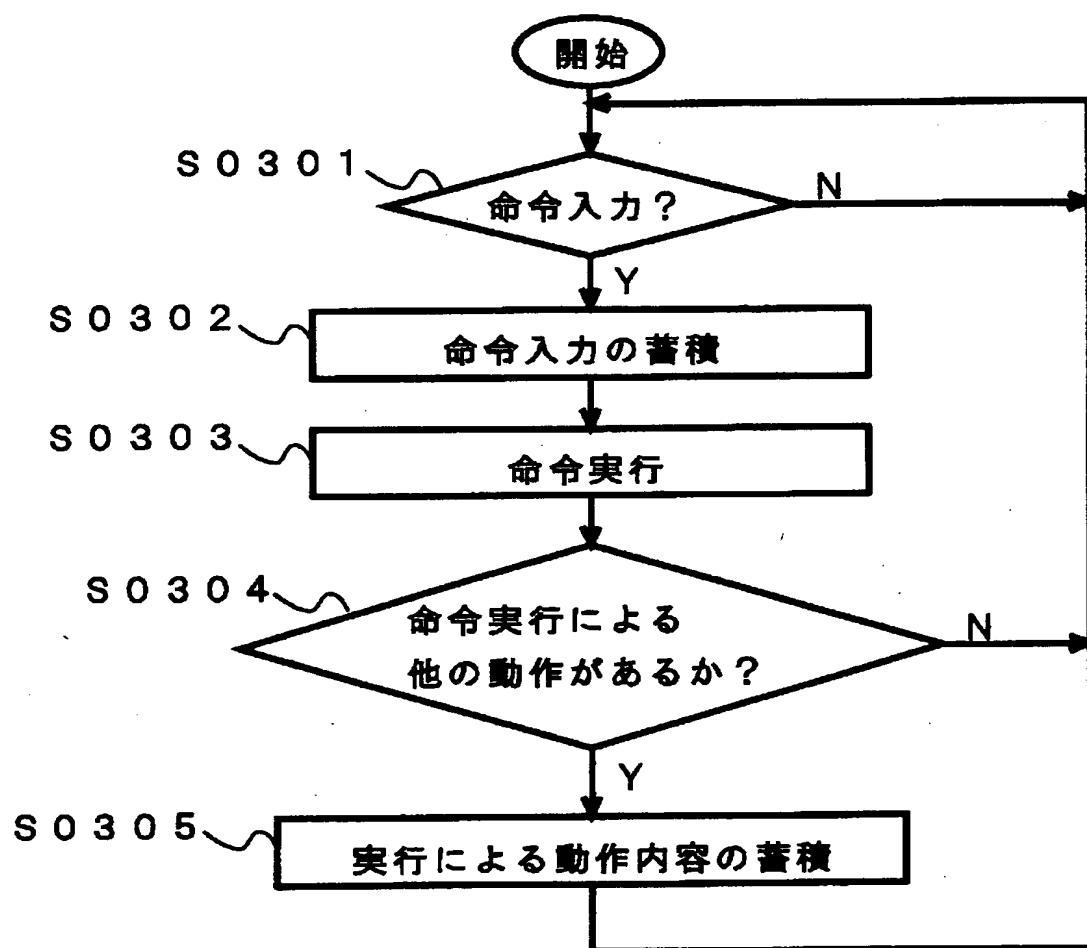 開始
S0301
命令入力?
N
Y
S0302
命令入力の蓄積
S0303
命令実行
S0304
命令実行による
他の動作があるか?
N
Y
S0305
実行による動作内容の蓄積